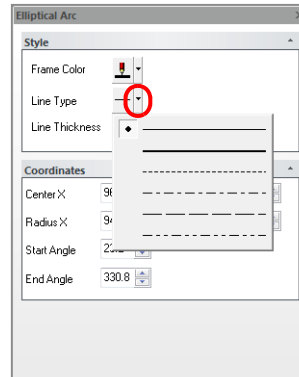 Elliptical Arc
Style
Frame Color
Line Type
Line Thickness
Coordinates
Center X
Radius X
Start Angle
End Angle 330.8